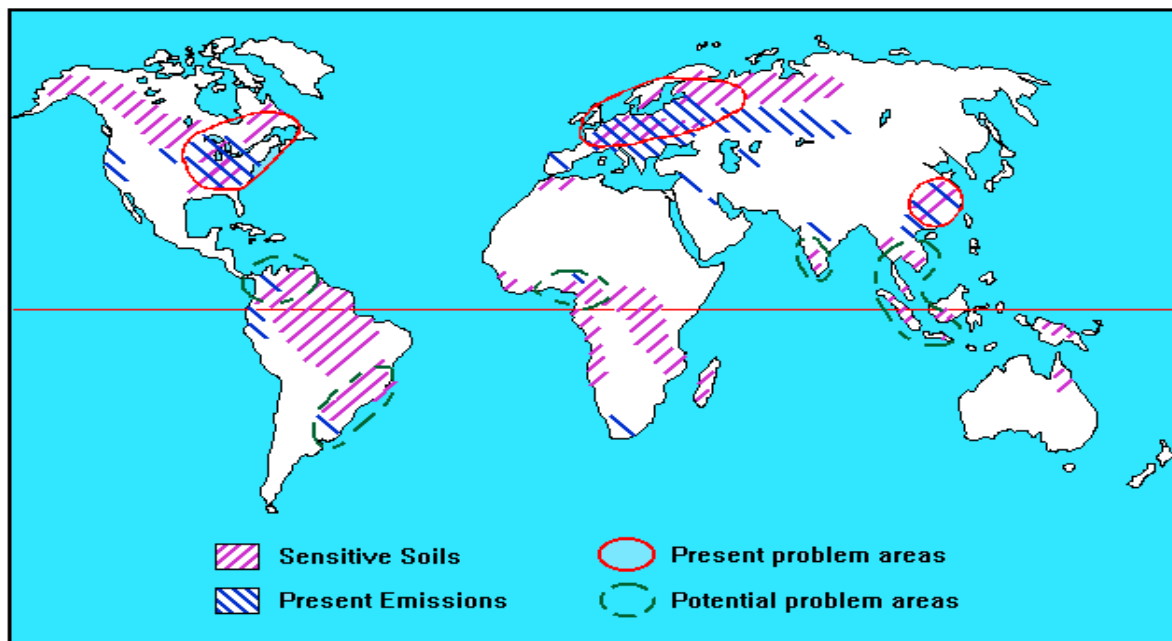 Sensitive Soils
Present problem areas
Present Emissions
Potential problem areas